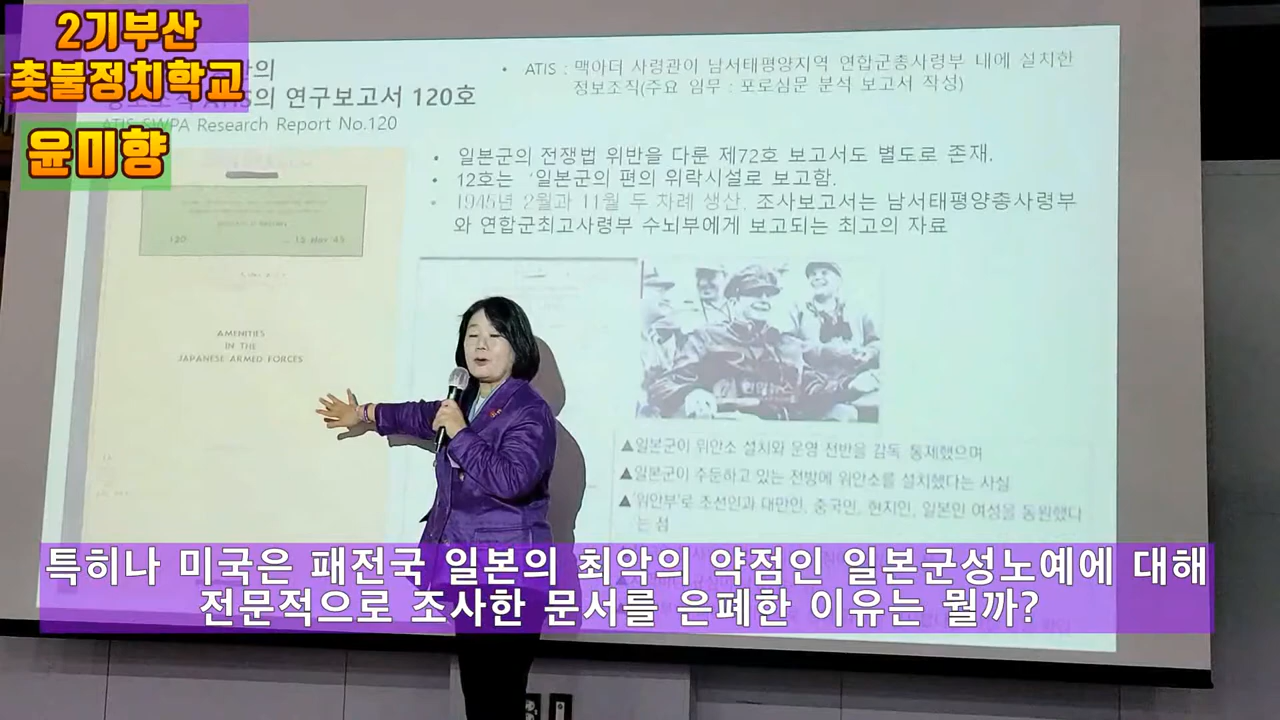 2기부산
촛불정치학교
윤미향
의 연구보고서 120호
ATIS SWPA Research Report No.120
• ATIS : 맥아더 사령관이 남서태평양지역 연합군총사령부 내에 설치한
정보조직(주요 임무 : 포로심문 분석 보고서 작성)
• 일본군의 전쟁법 위반을 다룬 제72호 보고서도 별도로 존재.
• 12호는 '일본군의 편의 위락시설로 보고함.
• 1945년 2월과 11월 두 차례 생산. 조사보고서는 남서태평양총사령부
와 연합군최고사령부 수뇌부에게 보고되는 최고의 자료
120
15 Nov 45
AMENITIES
IN THE
JAPANESE ARMED FORCES
▲일본군이 위안소 설치와 운영 전반을 감독 통제했으며
▲일본군이 주둔하고 있는 전방에 위안소를 설치했다는 사실
▲'위안부'로 조선인과 대만인, 중국인, 현지인, 일본인 여성을 동원했다
는 점
특히나 미국은 패전국 일본의 최악의 약점인 일본군성노예에 대해
전문적으로 조사한 문서를 은폐한 이유는 뭘까?